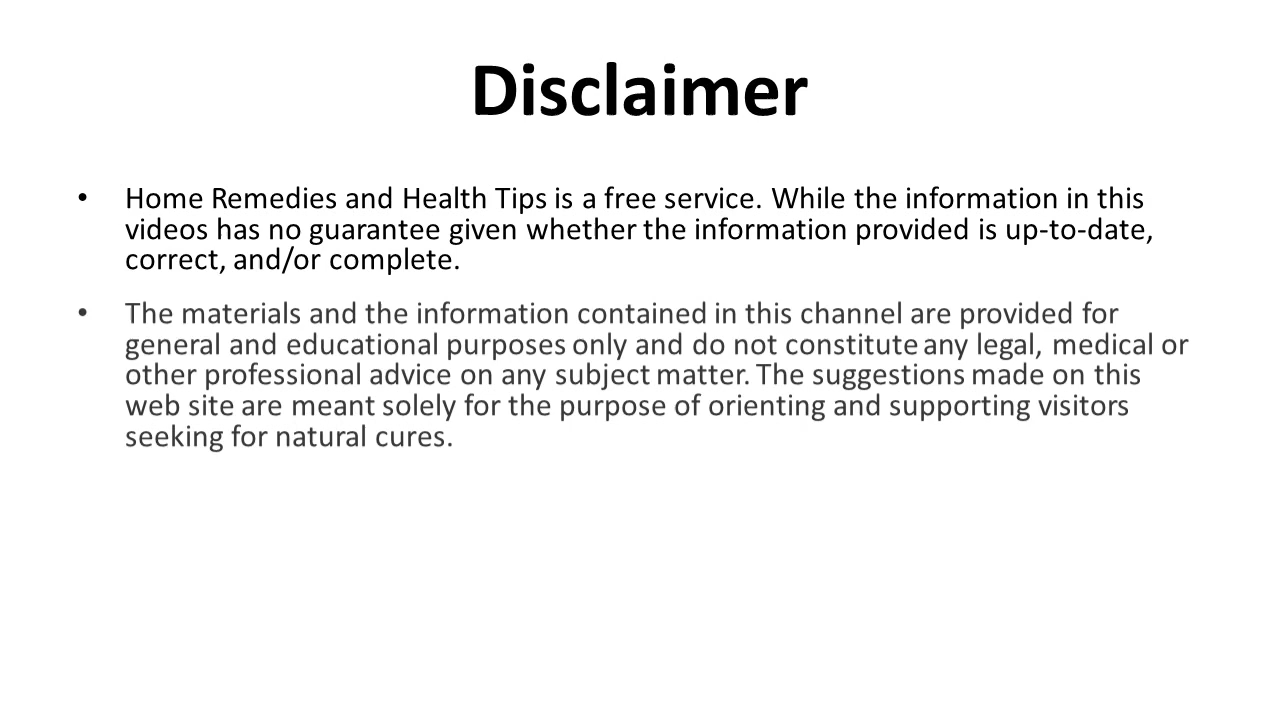 Disclaimer
• Home Remedies and Health Tips is a free service. While the information in this
videos has no guarantee given whether the information provided is up-to-date,
correct, and/or complete.
• The materials and the information contained in this channel are provided for
general and educational purposes only and do not constitute any legal, medical or
other professional advice on any subject matter. The suggestions made on this
web site are meant solely for the purpose of orienting and supporting visitors
seeking for natural cures.